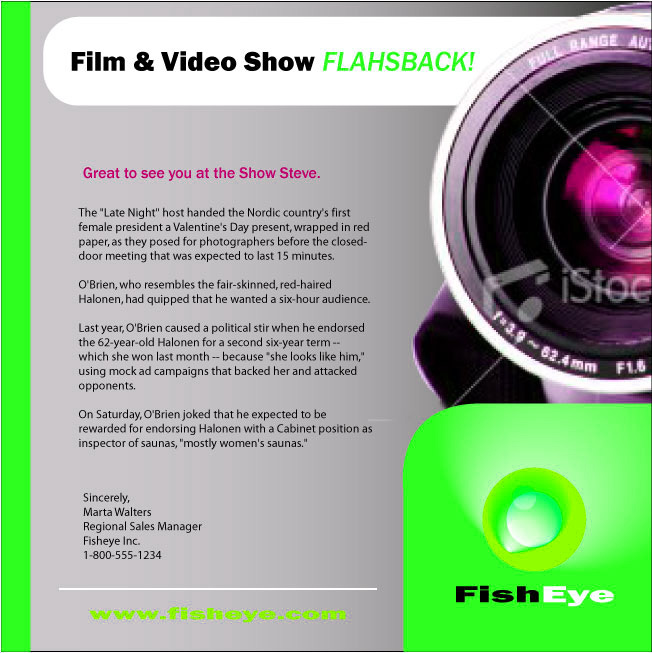 Film & Video Show FLAHSBACK!
FULL RANGE AUT
Great to see you at the Show Steve.
The "Late Night" host handed the Nordic country's first
female president a Valentine's Day present, wrapped in red
paper, as they posed for photographers before the closed-
door meeting that was expected to last 15 minutes.
O'Brien, who resembles the fair-skinned, red-haired
Halonen, had quipped that he wanted a six-hour audience.
Last year, O'Brien caused a political stir when he endorsed
the 62-year-old Halonen for a second six-year term --
which she won last month -- because "she looks like him,"
using mock ad campaigns that backed her and attacked
opponents.
On Saturday, O'Brien joked that he expected to be
rewarded for endorsing Halonen with a Cabinet position as
inspector of saunas, "mostly women's saunas."
iStoc
f=3.9 ~ 62.4mm F1.6
Sincerely,
Marta Walters
Regional Sales Manager
Fisheye Inc.
1-800-555-1234
FishEye
www.fisheye.com